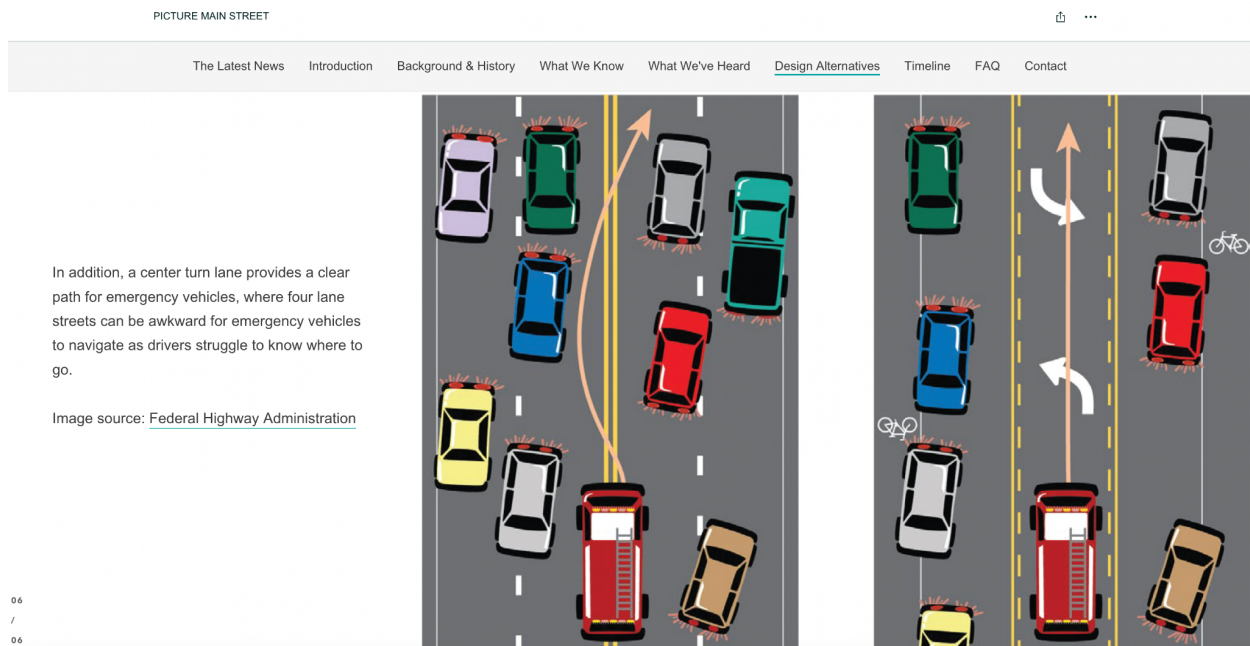 PICTURE MAIN STREET
The Latest News Introduction Background & History What We Know What We've Heard Design Alternatives Timeline FAQ Contact
In addition, a center turn lane provides a clear
path for emergency vehicles, where four lane
streets can be awkward for emergency vehicles
to navigate as drivers struggle to know where to
go.
Image source: Federal Highway Administration
06
/
06